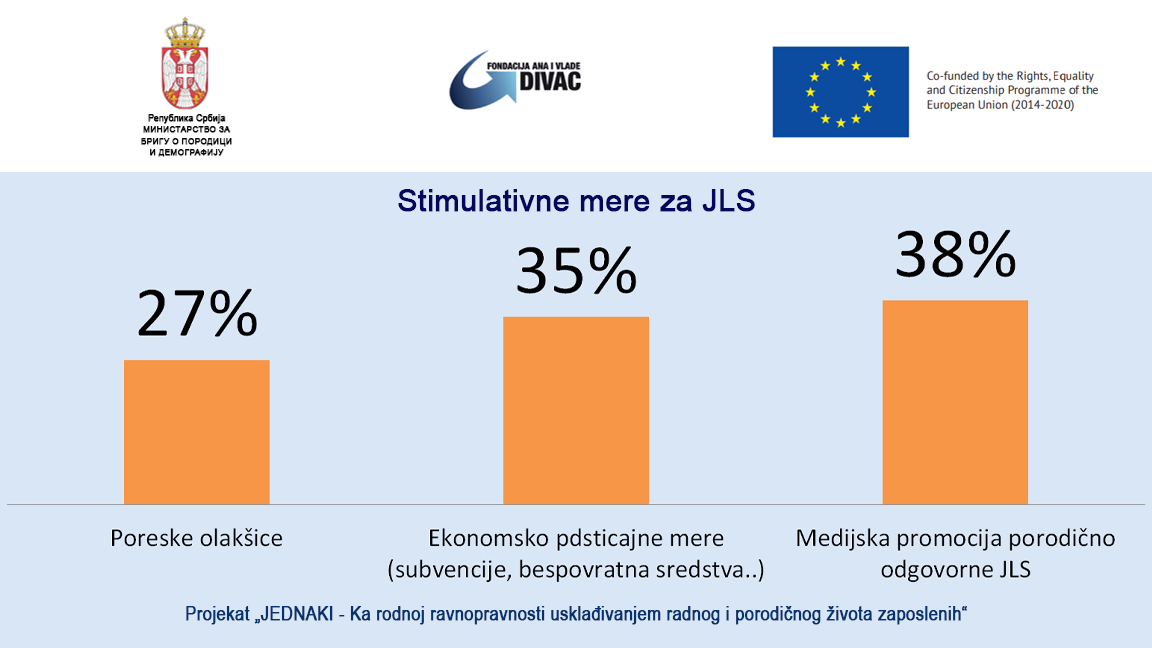 Република Србија
МИНИСТАРСТВО ЗА
БРИГУ О ПОРОДИЦИ
И ДЕМОГРАФИЈУ
FONDACIJA ANA I VLADE
DIVAC
Co-funded by the Rights, Equality
and Citizenship Programme of the
European Union (2014-2020)
Stimulativne mere za JLS
27%
35%
38%
Poreske olakšice
Ekonomsko pdsticajne mere
(subvencije, bespovratna sredstva..)
Medijska promocija porodično
odgovorne JLS
Projekat „JEDNAKI - Ka rodnoj ravnopravnosti usklađivanjem radnog i porodičnog života zaposlenih“